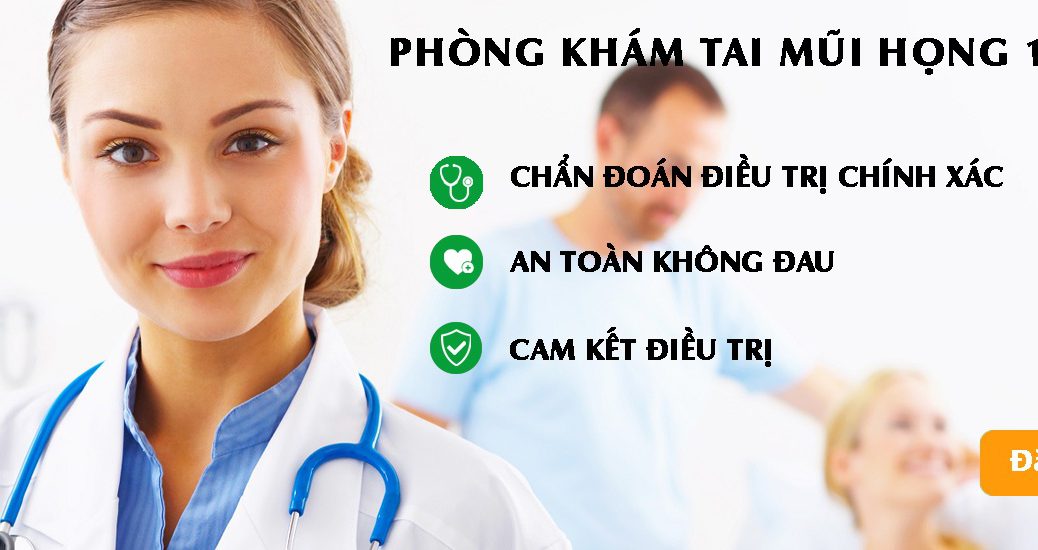 PHÒNG KHÁM TAI MŨI HỌNG 1
CHẨN ĐOÁN ĐIỀU TRỊ CHÍNH XÁC
AN TOÀN KHÔNG ĐAU
CAM KẾT ĐIỀU TRỊ